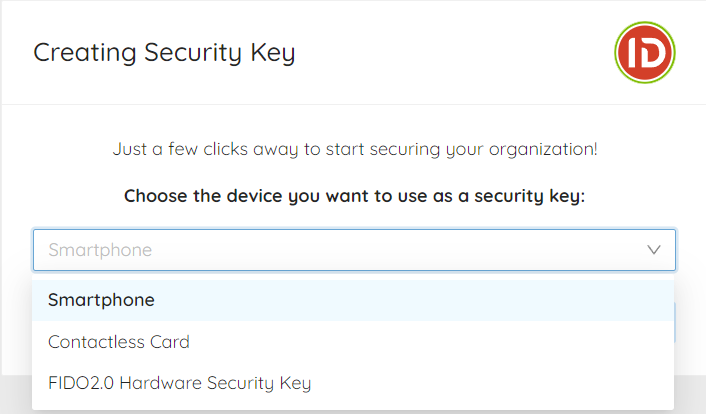 Creating Security Key
ID
Just a few clicks away to start securing your organization!
Choose the device you want to use as a security key:
Smartphone
Smartphone
Contactless Card
FIDO2.0 Hardware Security Key